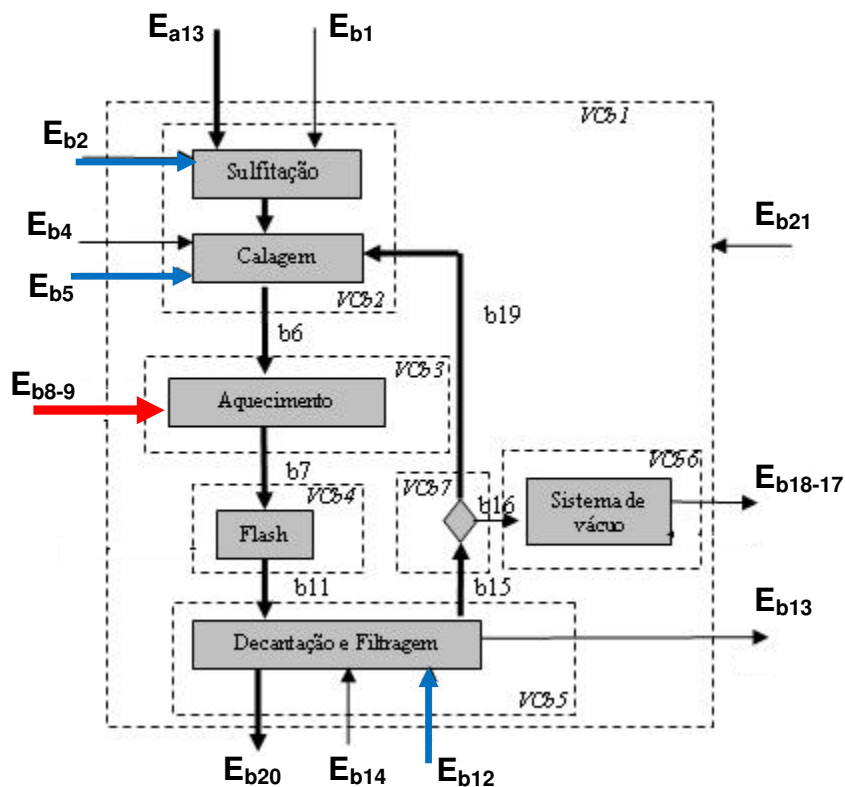 Ea13
Eb1
VCb1
Eb2
Sulfitação
Eb4
Calagem
Eb21
Eb5
VCb2
b19
b6
VCb3
Eb8-9
Aquecimento
b7
VCb4
VCb7
VCb6
b16
Eb18-17
Flash
Sistema de
vácuo
b11
b15
Eb13
Decantação e Filtragem
VCb5
Eb20
Eb14
Eb12